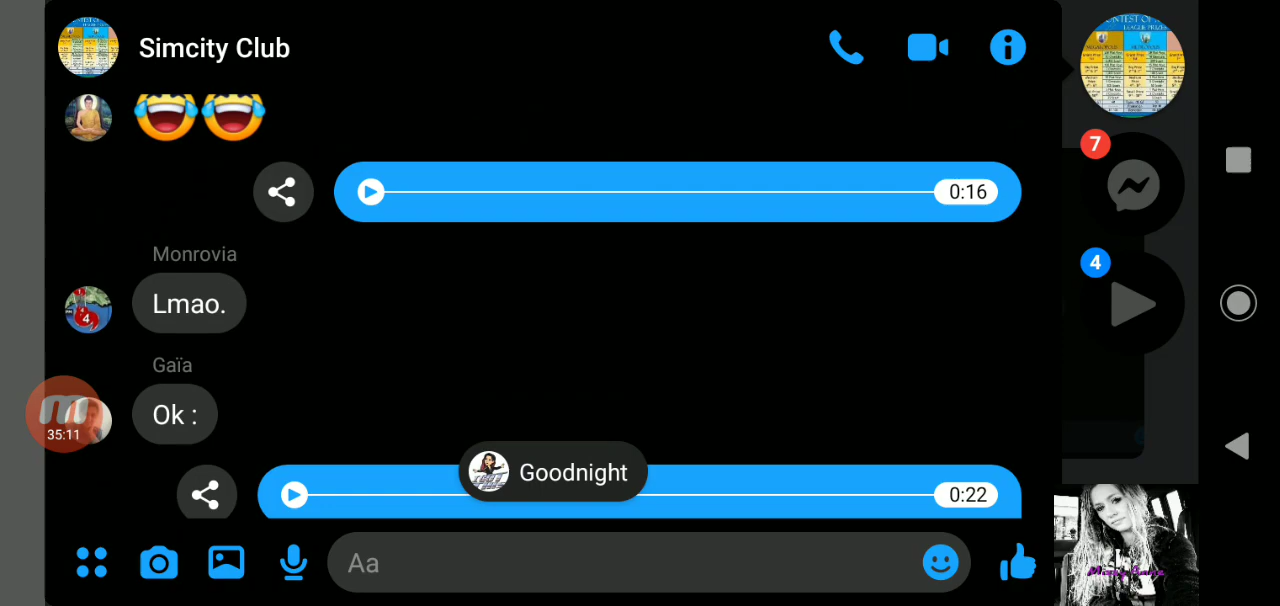 Simcity Club
0:16
Monrovia
Lmao.
Gaïa
Ok :
Goodnight
0:22
Aa
35:11
7
4